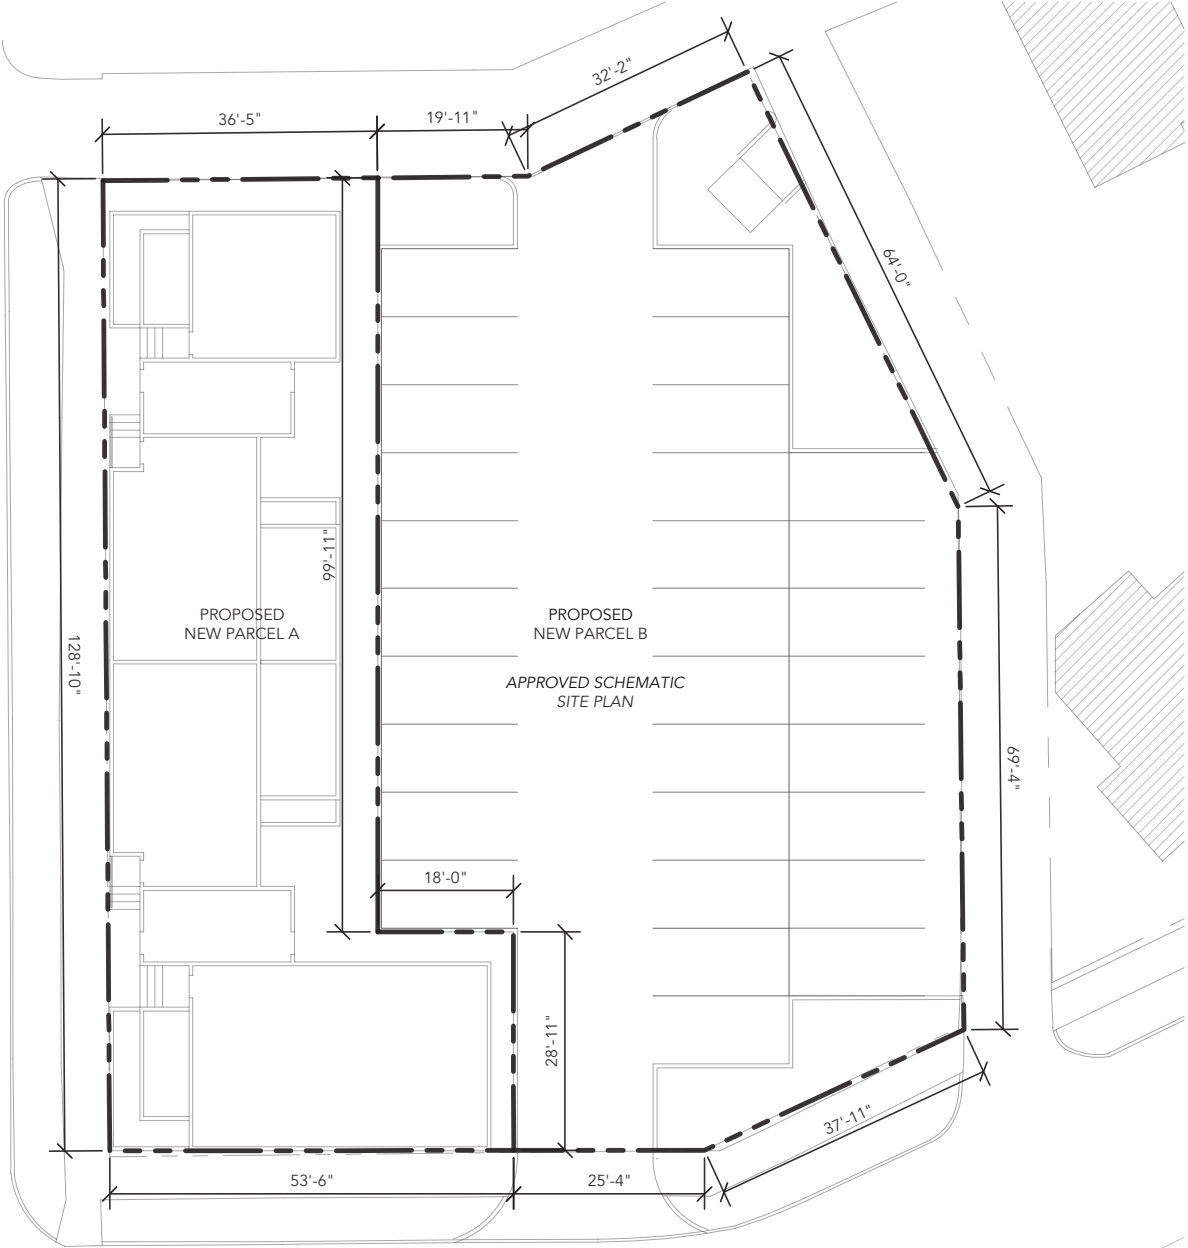 32'-2"
36'-5"
19'-11"
64'-0"
99'-11"
PROPOSED
NEW PARCEL A
PROPOSED
NEW PARCEL B
128'-10"
APPROVED SCHEMATIC
SITE PLAN
69'-4"
18'-0"
28'-11"
37'-11"
53'-6"
25'-4"